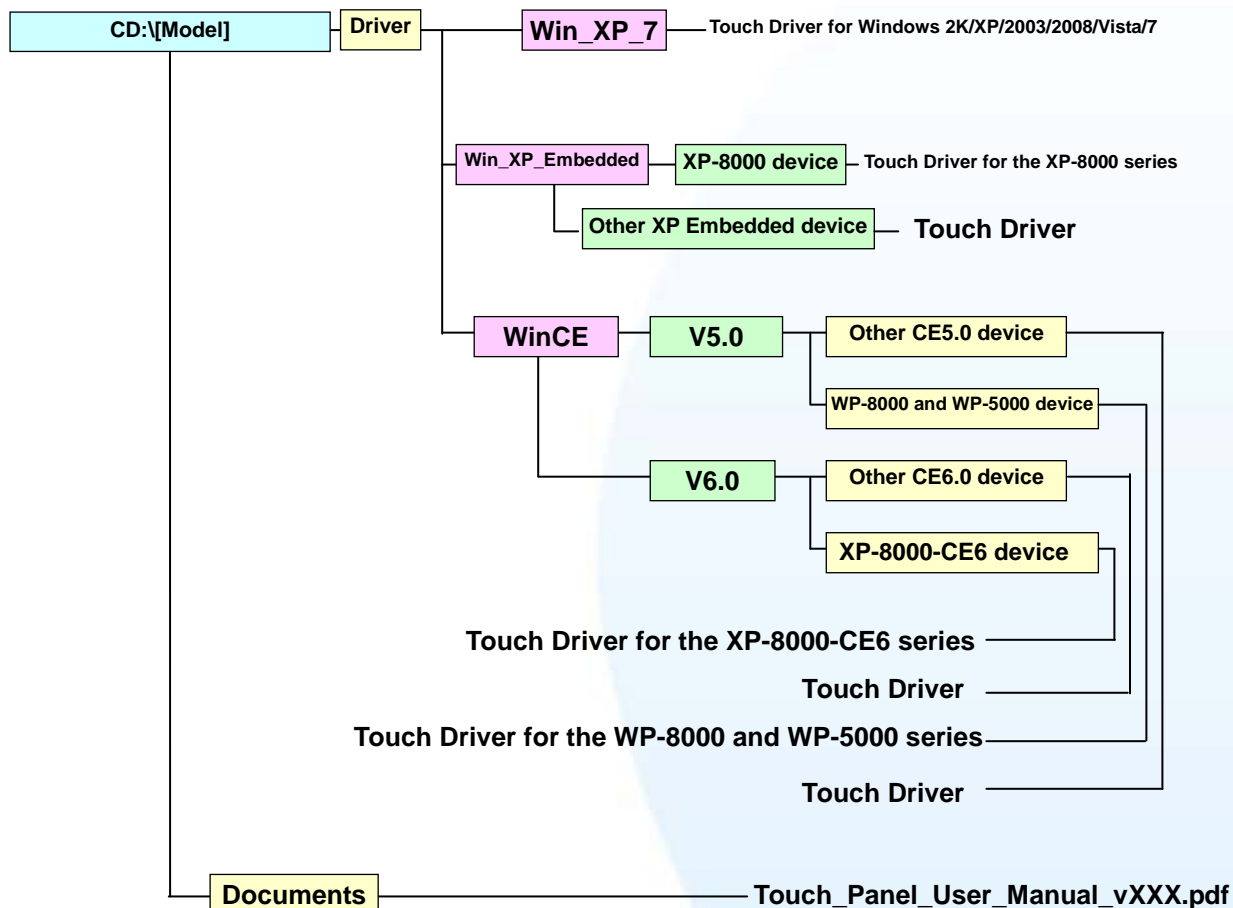 CD:\[Model]
Driver
Win_XP_7
Touch Driver for Windows 2K/XP/2003/2008/Vista/7
Win_XP_Embedded
XP-8000 device
Touch Driver for the XP-8000 series
Other XP Embedded device
Touch Driver
WinCE
V5.0
Other CE5.0 device
WP-8000 and WP-5000 device
V6.0
Other CE6.0 device
XP-8000-CE6 device
Touch Driver for the XP-8000-CE6 series
Touch Driver
Touch Driver for the WP-8000 and WP-5000 series
Touch Driver
Documents
Touch_Panel_User_Manual_vXXX.pdf